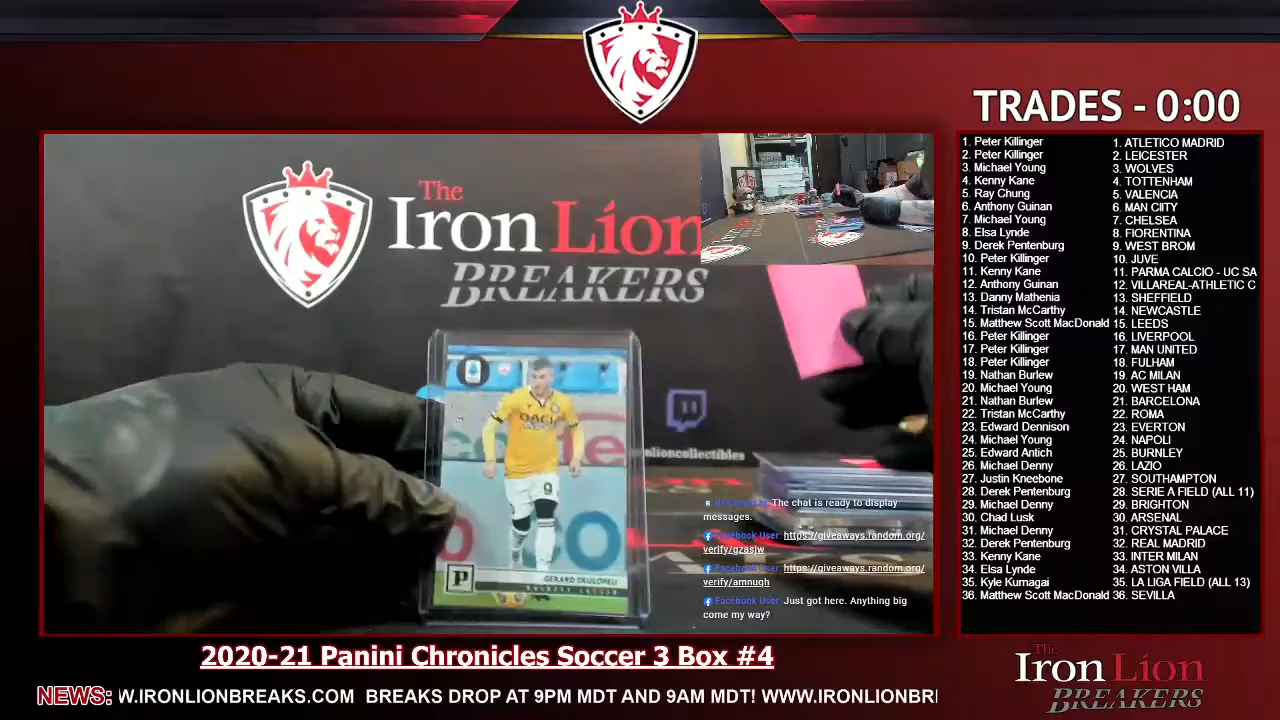 TRADES - 0:00
1. Peter Killinger 1. ATLETICO MADRID
2. Peter Killinger 2. LEICESTER
3. Michael Young 3. WOLVES
4. Kenny Kane 4. TOTTENHAM
5. Ray Chung 5. VALENCIA
6. Anthony Guinan 6. MAN CIITY
7. Michael Young 7. CHELSEA
8. Elsa Lynde 8. FIORENTINA
9. Derek Pentenburg 9. WEST BROM
10. Peter Killinger 10. JUVE
11. Kenny Kane 11. PARMA CALCIO - UC SA
12. Anthony Guinan 12. VILLAREAL-ATHLETIC C
13. Danny Mathenia 13. SHEFFIELD
14. Tristan McCarthy 14. NEWCASTLE
15. Matthew Scott MacDonald 15. LEEDS
16. Peter Killinger 16. LIVERPOOL
17. Peter Killinger 17. MAN UNITED
18. Peter Killinger 18. FULHAM
19. Nathan Burlew 19. AC MILAN
20. Michael Young 20. WEST HAM
21. Nathan Burlew 21. BARCELONA
22. Tristan McCarthy 22. ROMA
23. Edward Dennison 23. EVERTON
24. Michael Young 24. NAPOLI
25. Edward Antich 25. BURNLEY
26. Michael Denny 26. LAZIO
27. Justin Kneebone 27. SOUTHAMPTON
28. Derek Pentenburg 28. SERIE A FIELD (ALL 11)
29. Michael Denny 29. BRIGHTON
30. Chad Lusk 30. ARSENAL
31. Michael Denny 31. CRYSTAL PALACE
32. Derek Pentenburg 32. REAL MADRID
33. Kenny Kane 33. INTER MILAN
34. Elsa Lynde 34. ASTON VILLA
35. Kyle Kumagai 35. LA LIGA FIELD (ALL 13)
36. Matthew Scott MacDonald 36. SEVILLA
The
Iron Lion
BREAKERS
lioncollectibles
DACIA
9
P
GERARD DEULOFEU
UDINESE CALCIO
The chat is ready to display
messages.
Facebook User: https://giveaways.random.org/
verify/gzasjw
Facebook User: https://giveaways.random.org/
verify/amnuqh
Facebook User: Just got here. Anything big
come my way?
2020-21 Panini Chronicles Soccer 3 Box #4
NEWS: W.IRONLIONBREAKS.COM BREAKS DROP AT 9PM MDT AND 9AM MDT! WWW.IRONLIONBRI
The
Iron Lion
BREAKERS